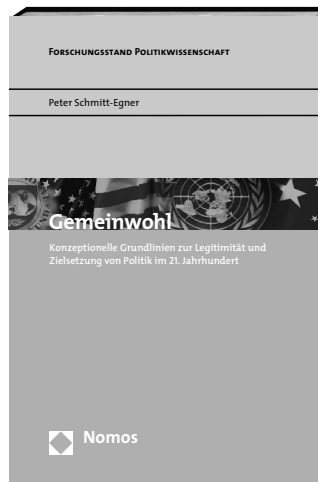 Forschungsstand Politikwissenschaft
Peter Schmitt-Egner
Gemeinwohl
Konzeptionelle Grundlinien zur Legitimität und
Zielsetzung von Politik im 21. Jahrhundert
Nomos